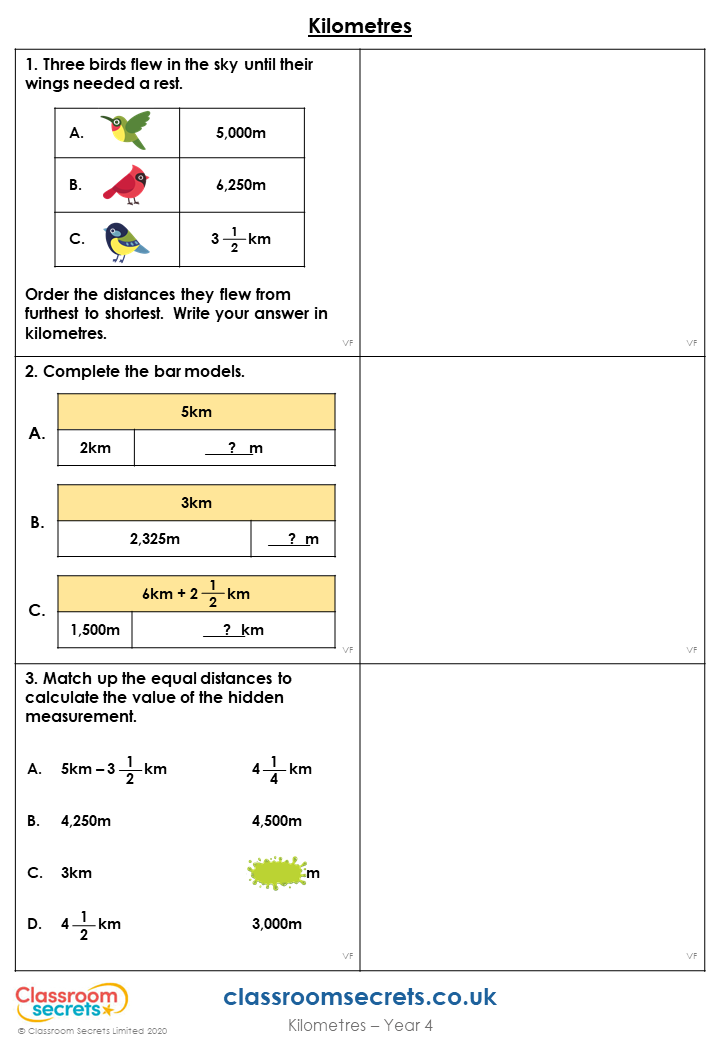 Kilometres
1. Three birds flew in the sky until their
wings needed a rest.
A. 5,000m
B. 6,250m
C. 3 1/2 km
Order the distances they flew from
furthest to shortest. Write your answer in
kilometres.
VF
VF
2. Complete the bar models.
A.
5km
2km ? m
B.
3km
2,325m ? m
C.
6km + 2 1/2 km
1,500m ? km
VF
VF
3. Match up the equal distances to
calculate the value of the hidden
measurement.
A. 5km – 3 1/2 km 4 1/4 km
B. 4,250m 4,500m
C. 3km m
D. 4 1/2 km 3,000m
VF
VF
Classroom
secrets
© Classroom Secrets Limited 2020
classroomsecrets.co.uk
Kilometres – Year 4